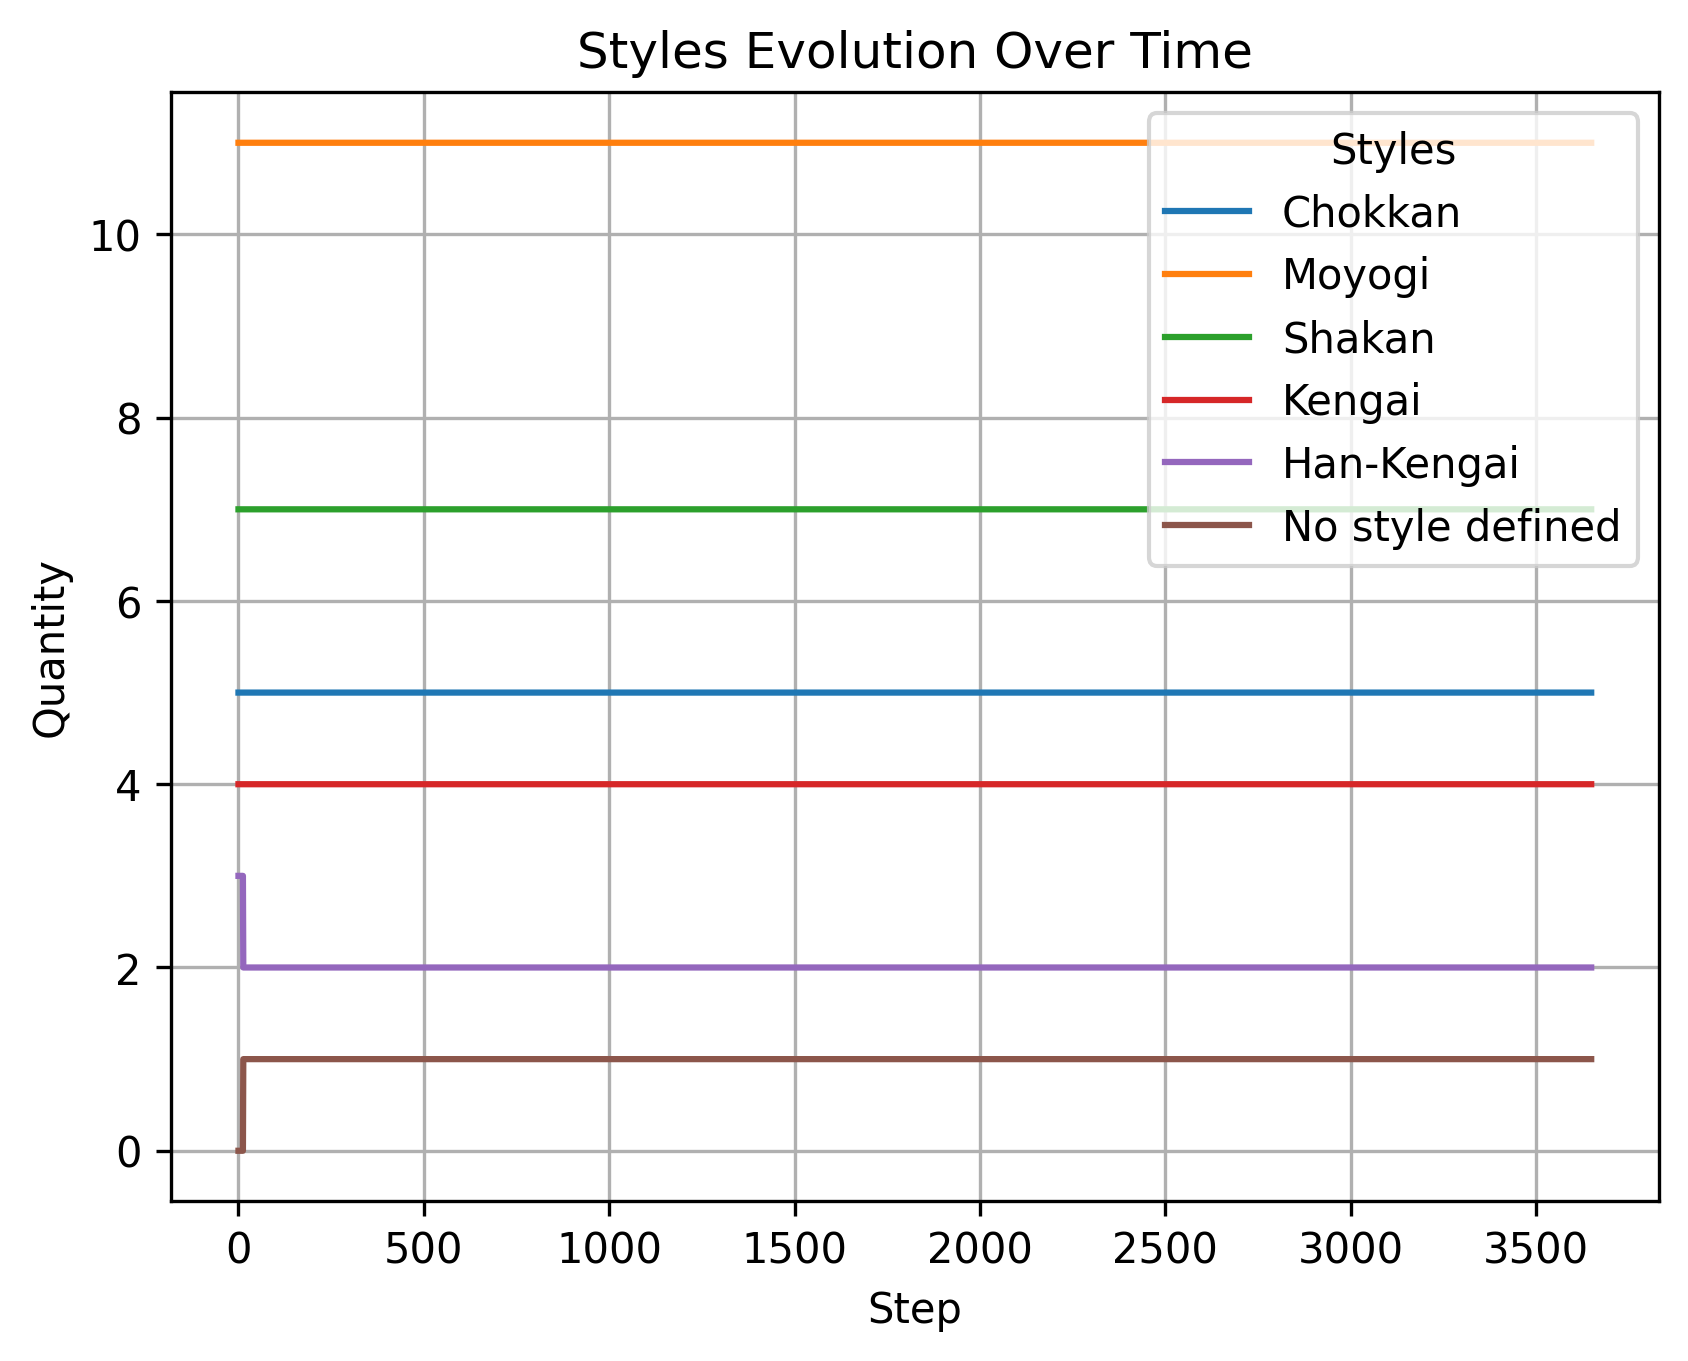 Styles Evolution Over Time
Styles
Chokkan
Moyogi
Shakan
Kengai
Han-Kengai
No style defined
Quantity
10
8
6
4
2
0
0 500 1000 1500 2000 2500 3000 3500
Step